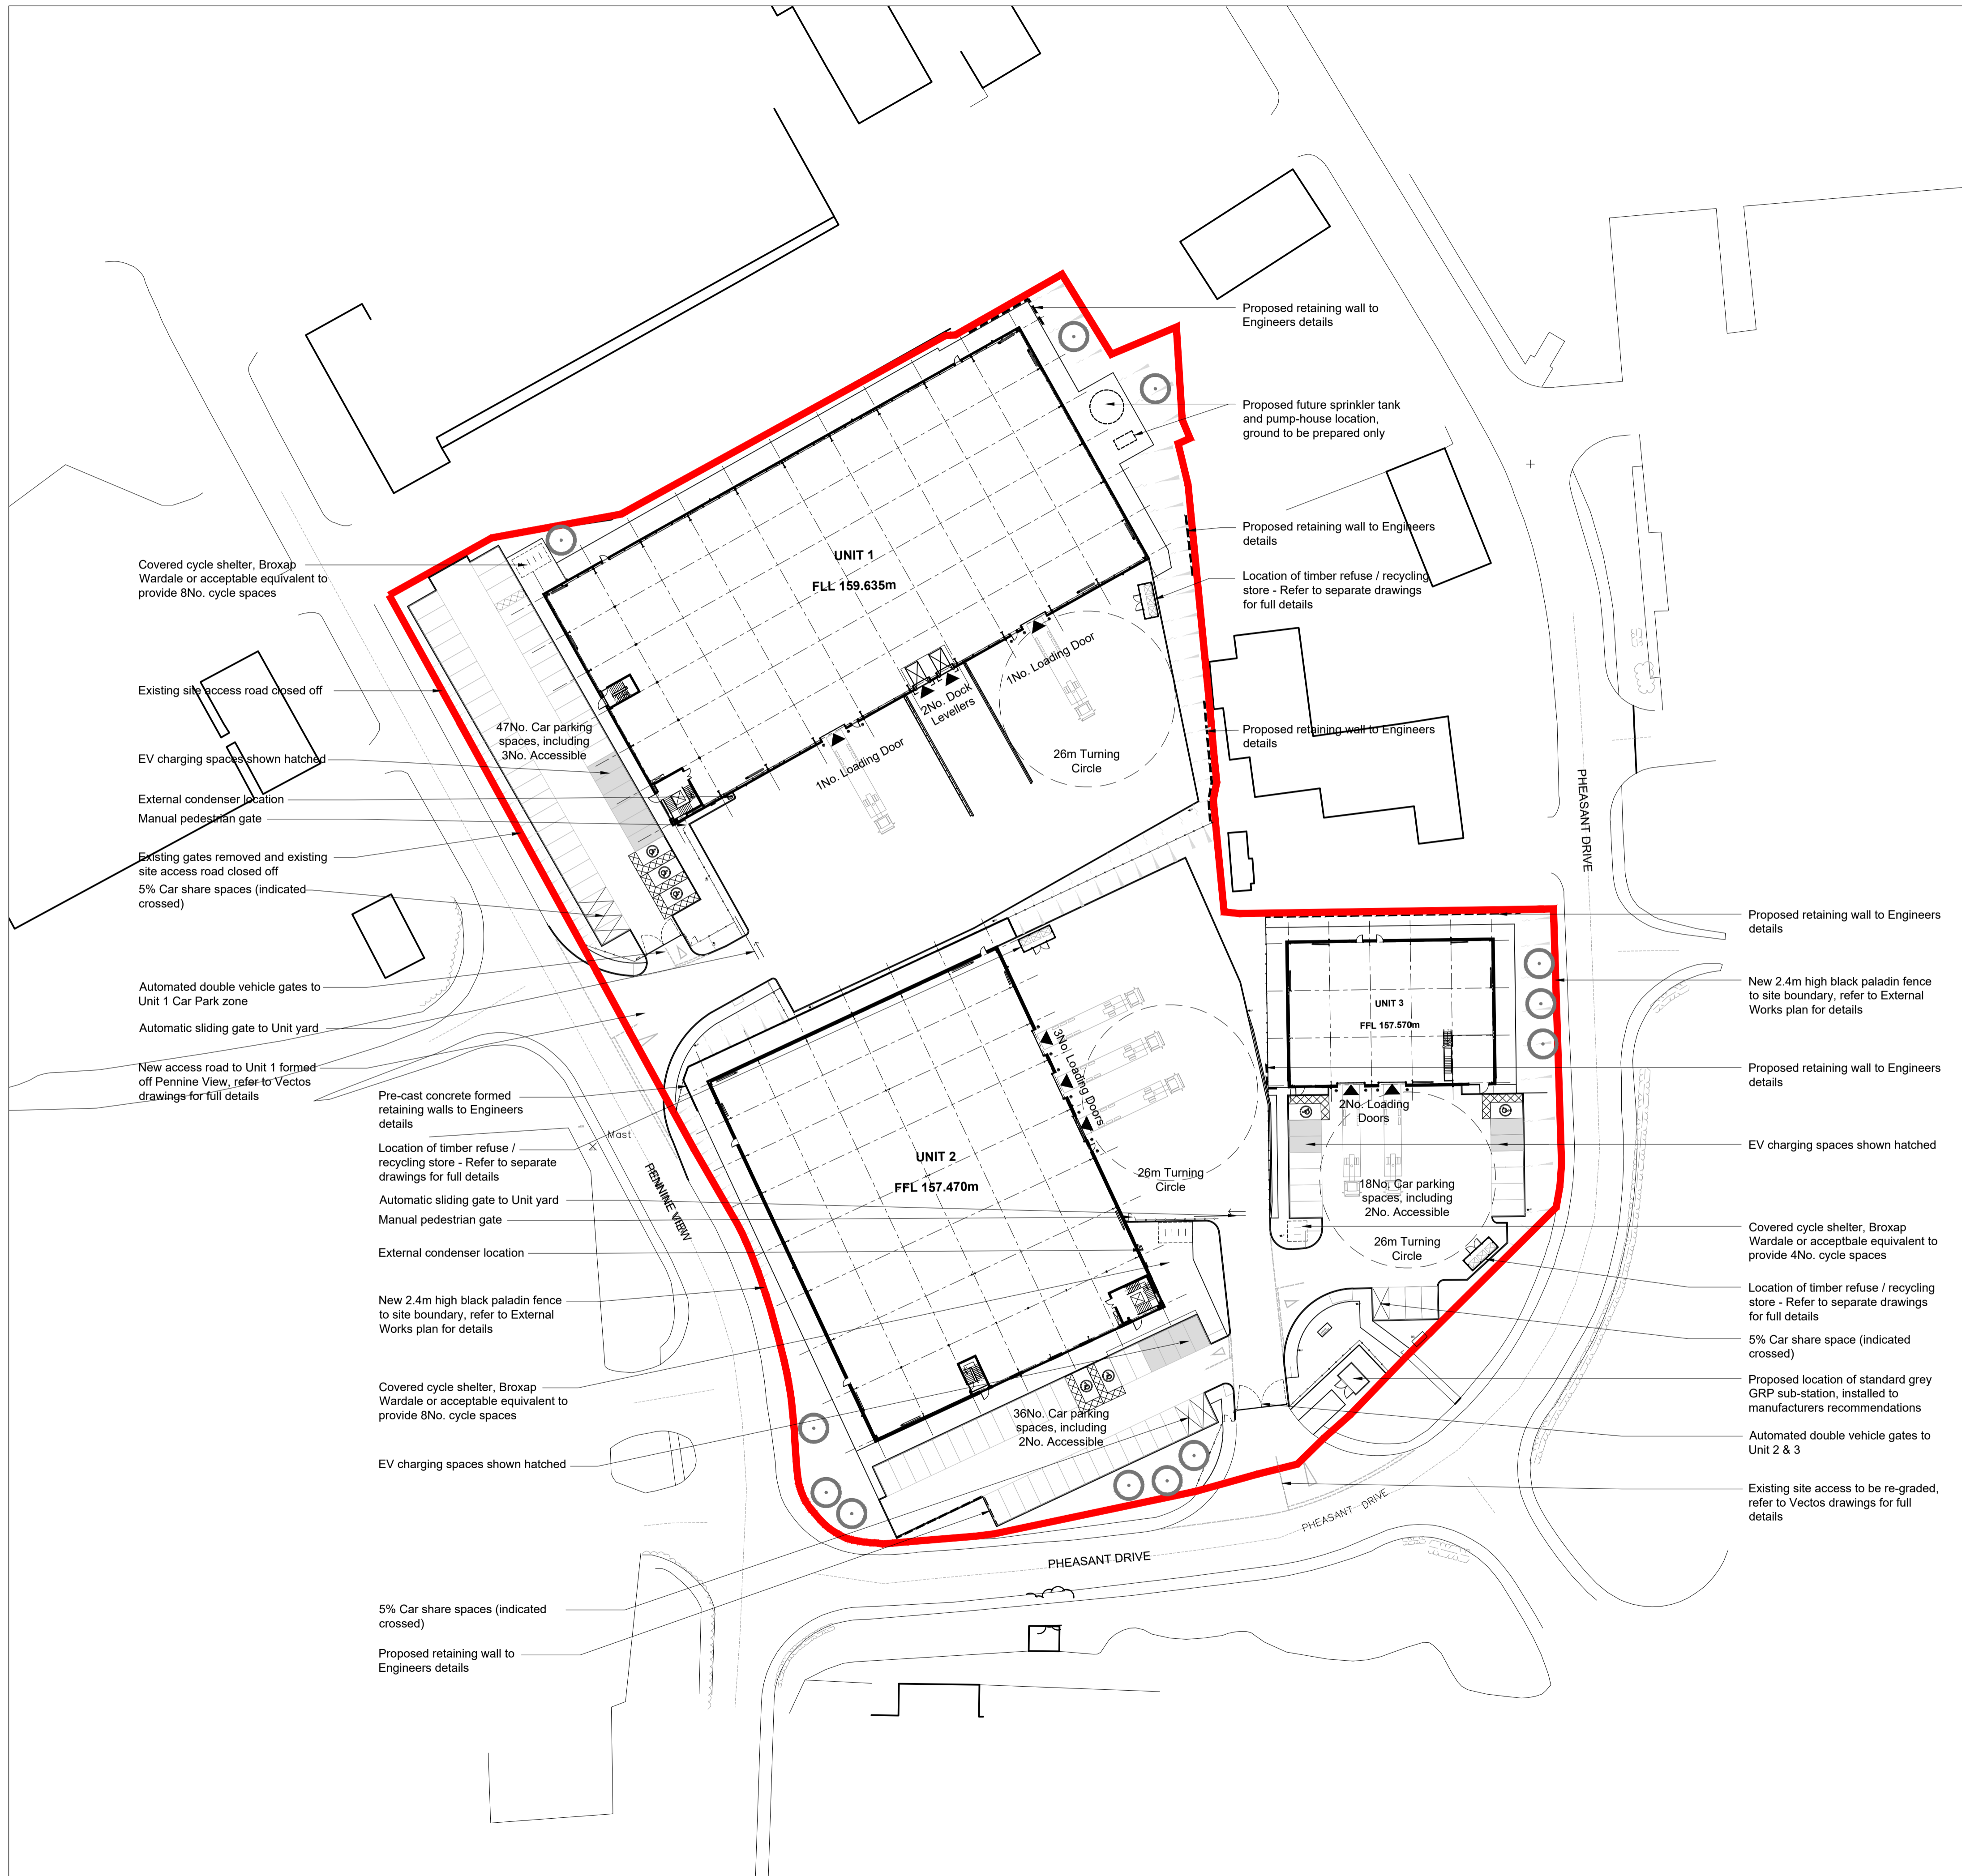 Covered cycle shelter, Broxap
Wardale or acceptable equivalent to
provide 8No. cycle spaces
Existing site access road closed off
EV charging spaces shown hatched
External condenser location
Manual pedestrian gate
Existing gates removed and existing
site access road closed off
5% Car share spaces (indicated
crossed)
Automated double vehicle gates to
Unit 1 Car Park zone
Automatic sliding gate to Unit yard
New access road to Unit 1 formed
off Pennine View, refer to Vectos
drawings for full details
Pre-cast concrete formed
retaining walls to Engineers
details
Location of timber refuse /
recycling store - Refer to separate
drawings for full details
Automatic sliding gate to Unit yard
Manual pedestrian gate
External condenser location
New 2.4m high black paladin fence
to site boundary, refer to External
Works plan for details
Covered cycle shelter, Broxap
Wardale or acceptable equivalent to
provide 8No. cycle spaces
EV charging spaces shown hatched
5% Car share spaces (indicated
crossed)
Proposed retaining wall to
Engineers details
UNIT 1
FLL 159.635m
47No. Car parking
spaces, including
3No. Accessible
1No. Loading Door
2No. Dock
Levellers
1No. Loading Door
26m Turning
Circle
Mast
PENNINE VIEW
UNIT 2
FFL 157.470m
3No. Loading Doors
26m Turning
Circle
36No. Car parking
spaces, including
2No. Accessible
UNIT 3
FFL 157.570m
2No. Loading
Doors
18No. Car parking
spaces, including
2No. Accessible
26m Turning
Circle
PHEASANT DRIVE
PHEASANT DRIVE
PHEASANT DRIVE
Proposed retaining wall to
Engineers details
Proposed future sprinkler tank
and pump-house location,
ground to be prepared only
Proposed retaining wall to Engineers
details
Location of timber refuse / recycling
store - Refer to separate drawings
for full details
Proposed retaining wall to Engineers
details
Proposed retaining wall to Engineers
details
New 2.4m high black paladin fence
to site boundary, refer to External
Works plan for details
Proposed retaining wall to Engineers
details
EV charging spaces shown hatched
Covered cycle shelter, Broxap
Wardale or acceptbale equivalent to
provide 4No. cycle spaces
Location of timber refuse / recycling
store - Refer to separate drawings
for full details
5% Car share space (indicated
crossed)
Proposed location of standard grey
GRP sub-station, installed to
manufacturers recommendations
Automated double vehicle gates to
Unit 2 & 3
Existing site access to be re-graded,
refer to Vectos drawings for full
details